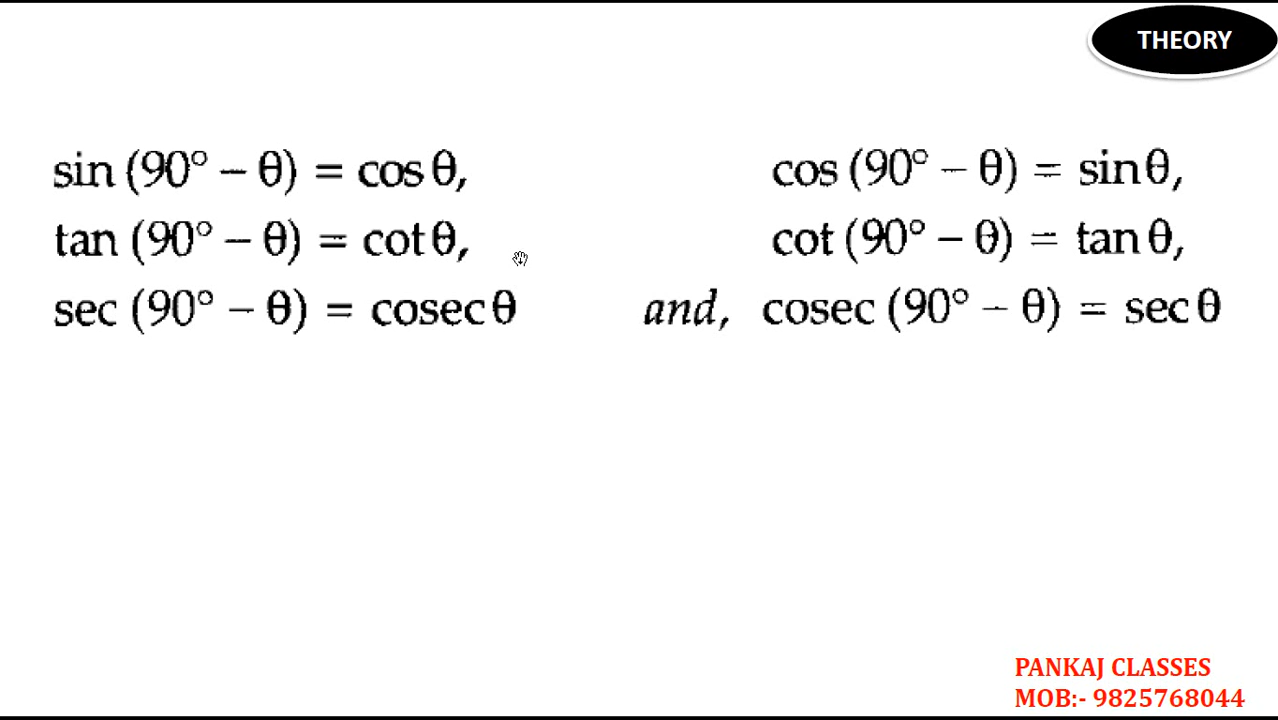 THEORY
sin (90° – θ) = cos θ, cos (90° – θ) = sin θ,
tan (90° – θ) = cot θ, cot (90° – θ) = tan θ,
sec (90° – θ) = cosec θ and, cosec (90° – θ) = sec θ
PANKAJ CLASSES
MOB:- 9825768044